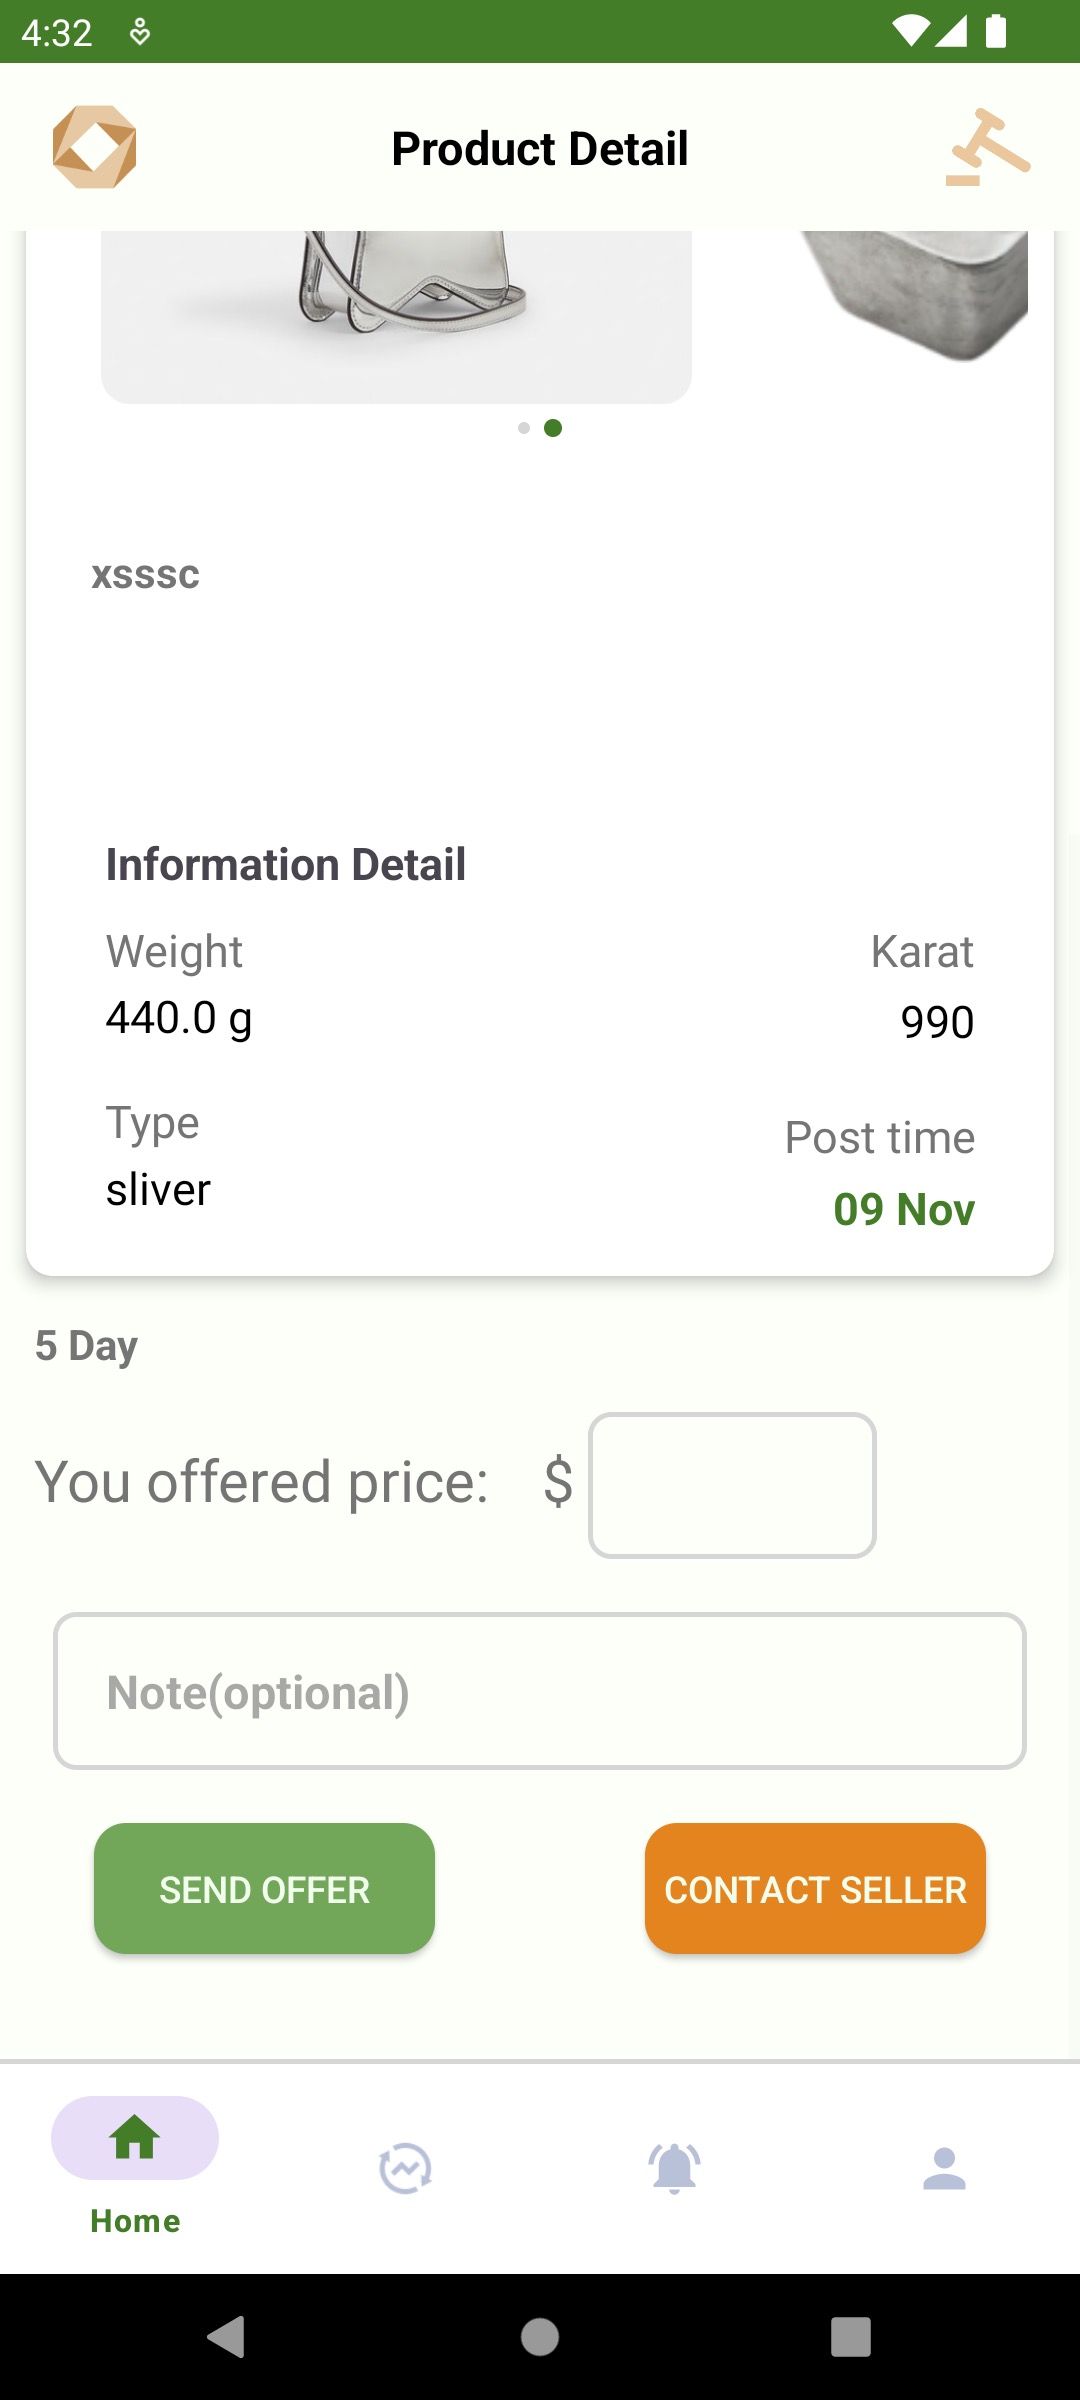 4:32
Product Detail
xsssc
Information Detail
Weight
Karat
440.0 g
990
Type
Post time
sliver
09 Nov
5 Day
You offered price: $
Note(optional)
SEND OFFER
CONTACT SELLER
Home